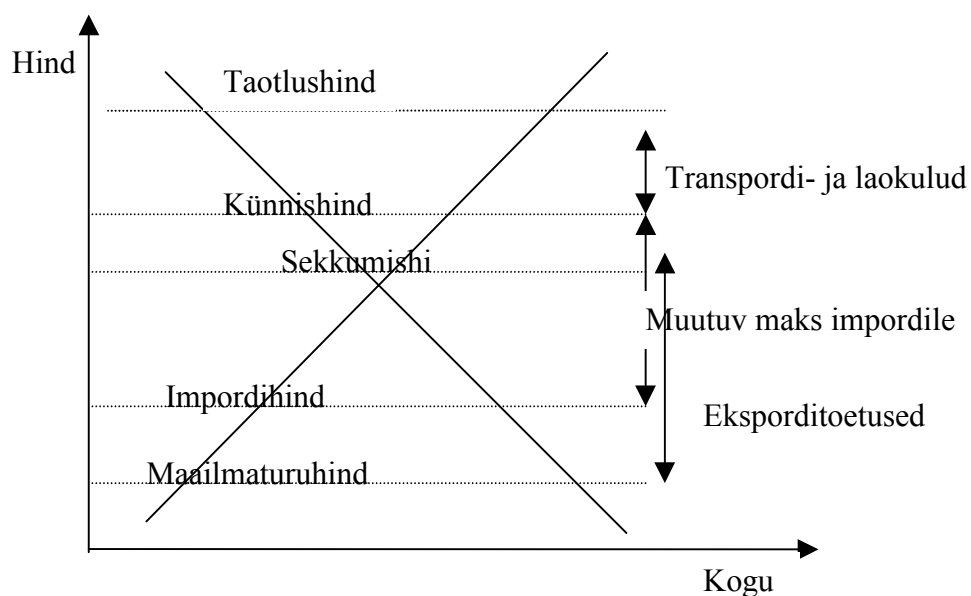 Hind
Taotlushind
Transpordi- ja laokulud
Künnishind
Sekkumishi
Muutuv maks impordile
Impordihind
Eksporditoetused
Maailmaturuhind
Kogu